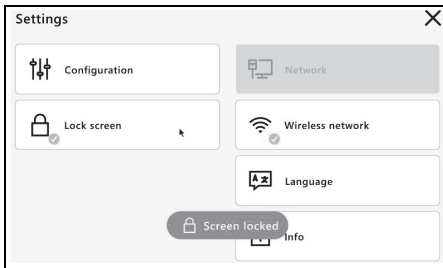 Settings
Configuration
Network
Lock screen
Wireless network
Language
Screen locked
Info